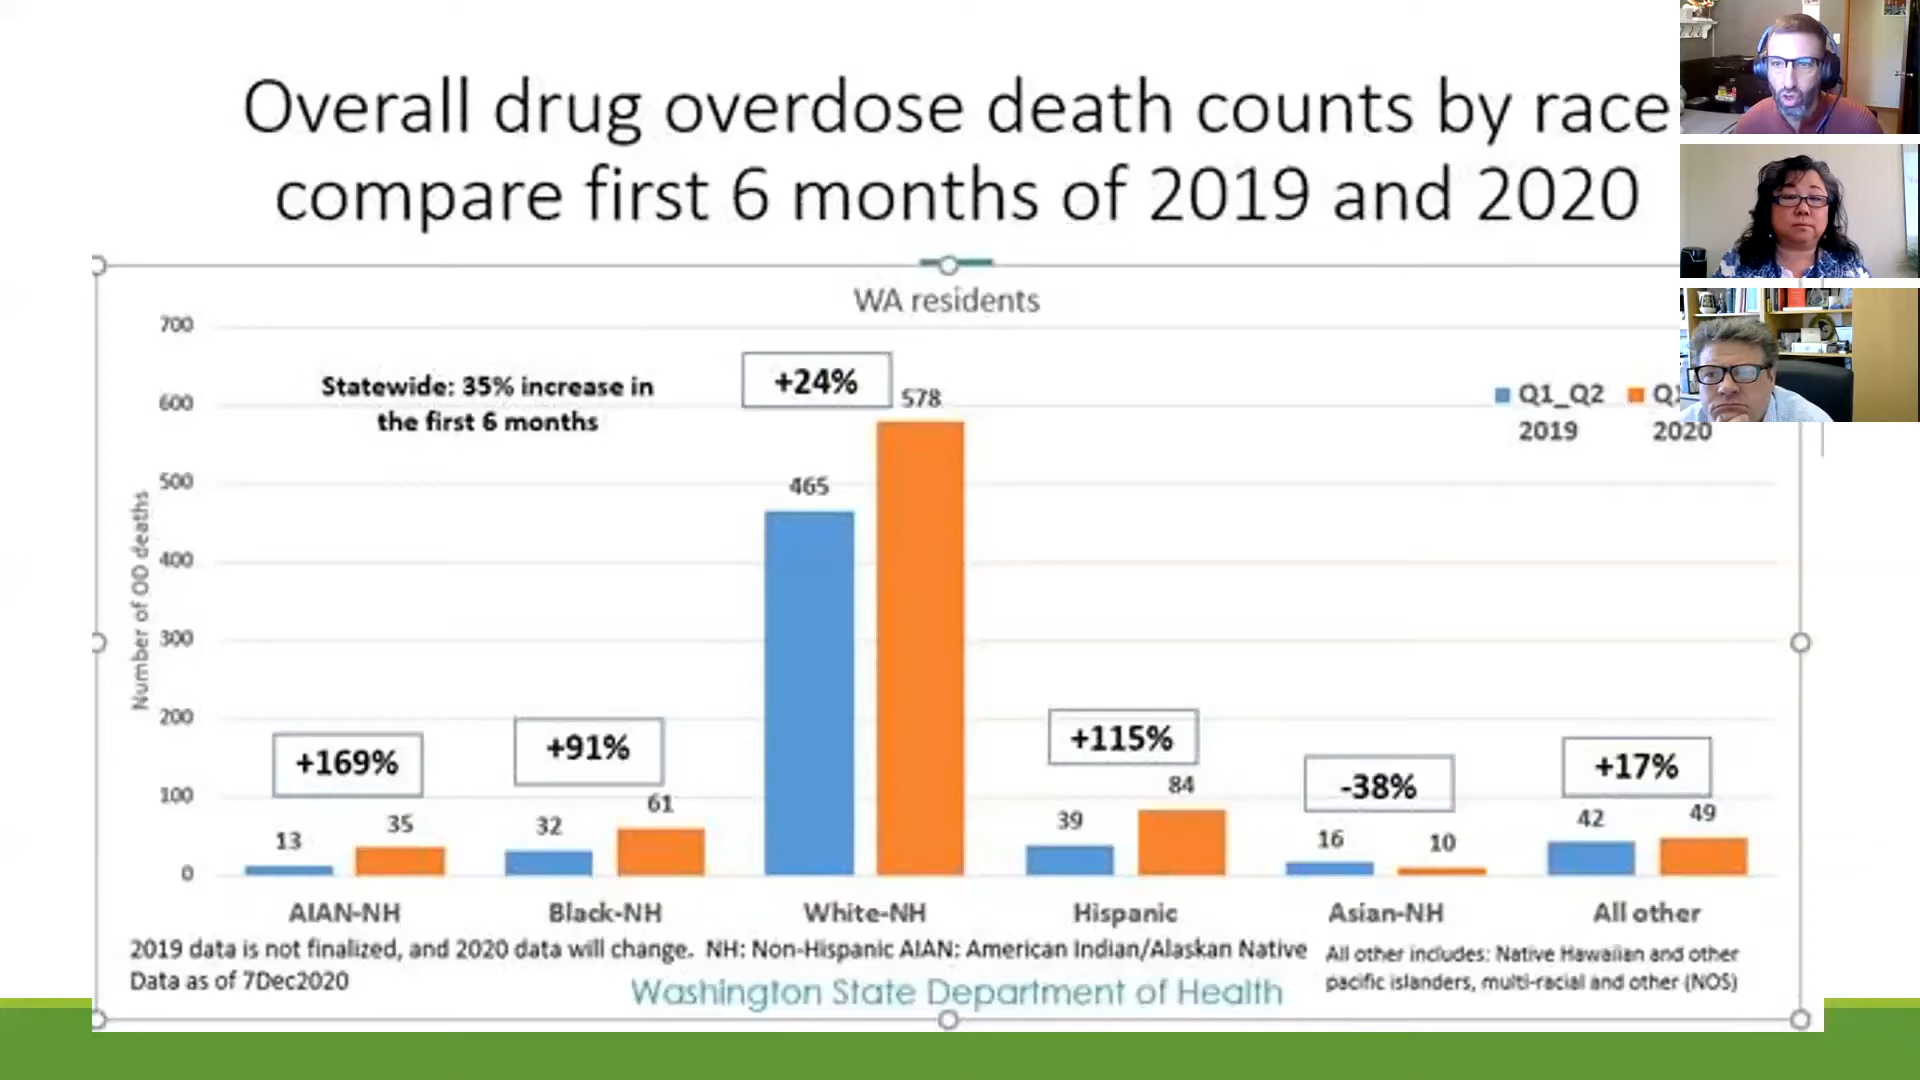 Overall drug overdose death counts by race
compare first 6 months of 2019 and 2020
WA residents
Statewide: 35% increase in
the first 6 months
Q1_Q2
2019
2020
Number of OD deaths
700
600
500
400
300
200
100
0
+169%
13
35
+91%
32
61
+24%
465
578
+115%
39
84
-38%
16
10
+17%
42
49
AIAN-NH
Black-NH
White-NH
Hispanic
Asian-NH
All other
2019 data is not finalized, and 2020 data will change. NH: Non-Hispanic AIAN: American Indian/Alaskan Native
Data as of 7Dec2020
All other includes: Native Hawaiian and other
pacific islanders, multi-racial and other (NOS)
Washington State Department of Health